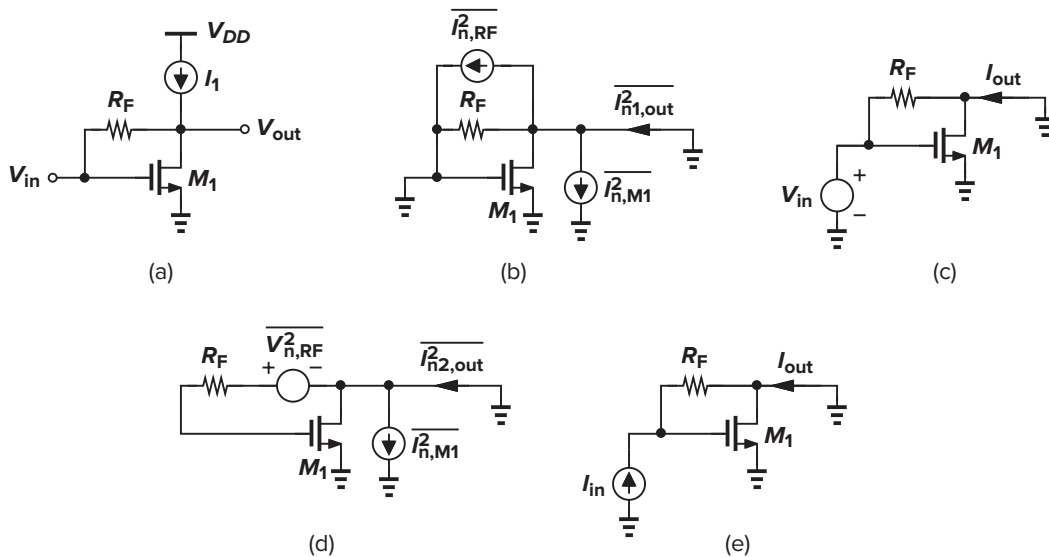 V_DD
I_1
R_F
V_out
V_in
M_1
(a)
I²_n,RF
R_F
I²_n1,out
I²_n,M1
M_1
(b)
R_F
I_out
M_1
V_in
+
−
(c)
V²_n,RF
R_F
+
−
I²_n2,out
I²_n,M1
M_1
(d)
R_F
I_out
M_1
I_in
(e)